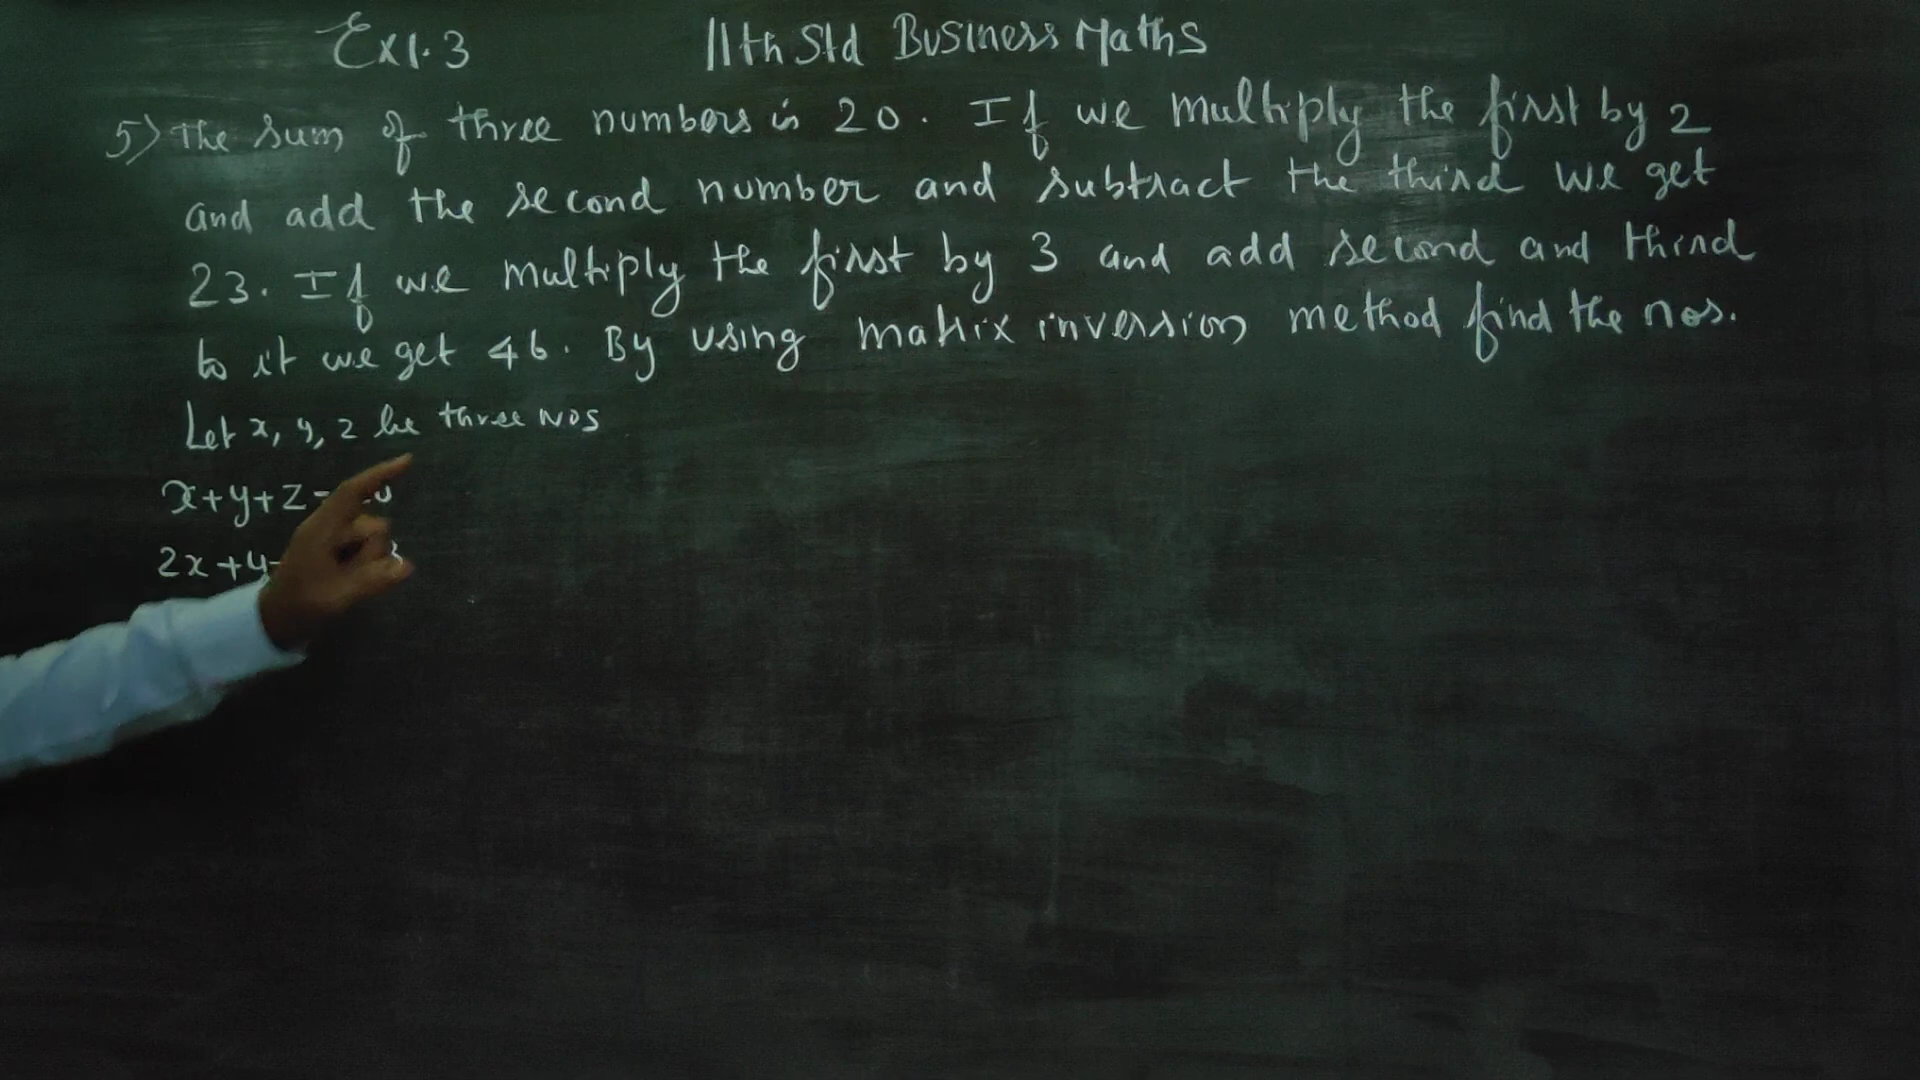 Ex 1.3 11th Std Business Maths
5) The sum of three numbers is 20. If we multiply the first by 2
and add the second number and subtract the third we get
23. If we multiply the first by 3 and add second and third
to it we get 46. By using matrix inversion method find the nos.
Let x, y, z be three nos
x+y+z=
2x+y-